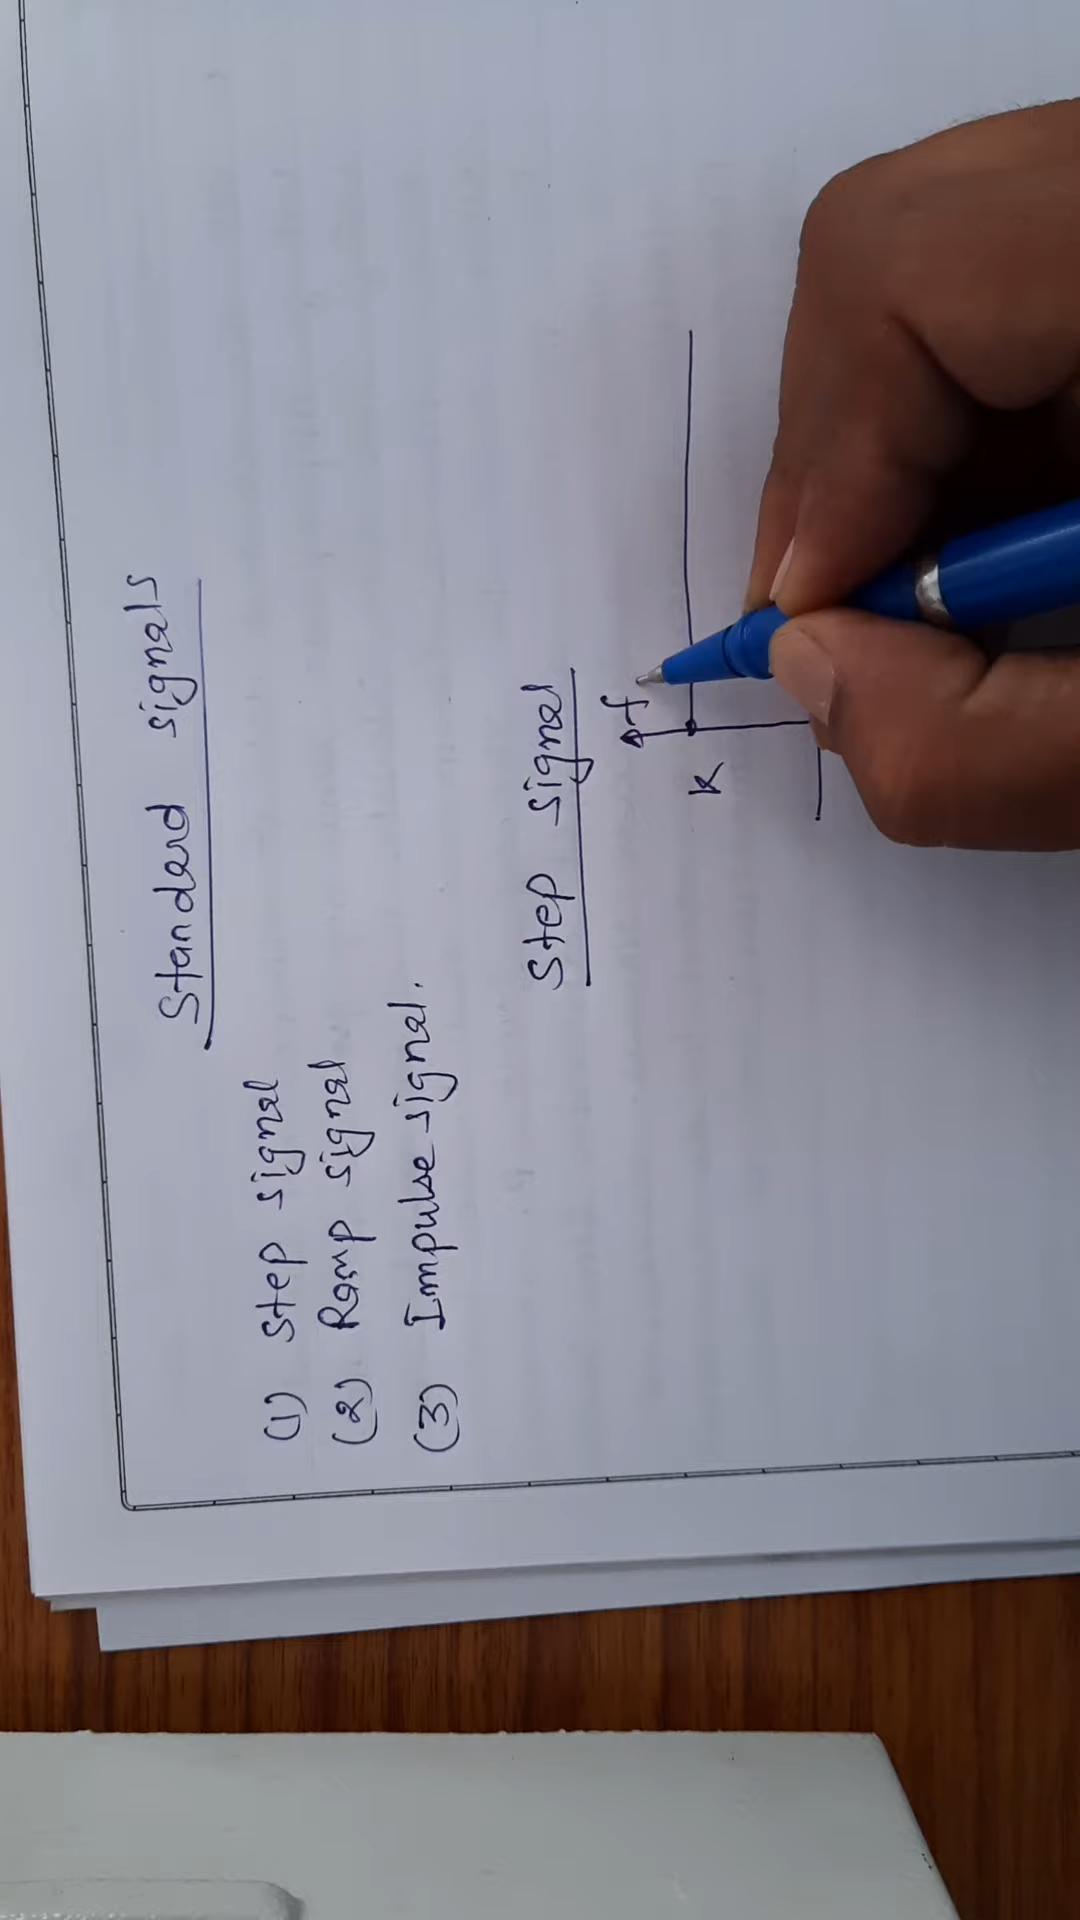 Standard signals
(1) Step signal
(2) Ramp signal
(3) Impulse signal.
Step signal
f
K